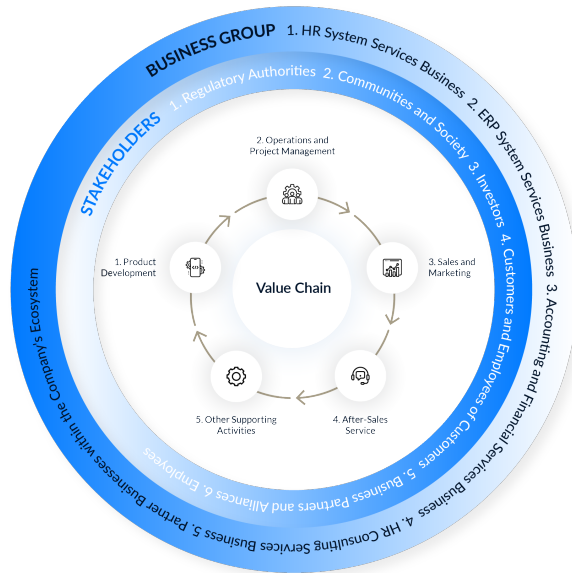 BUSINESS GROUP 1. HR System Services Business 2. ERP System Services Business 3. Accounting and Financial Services Business 4. HR Consulting Services Business 5. Partner Businesses within the Company's Ecosystem
STAKEHOLDERS 1. Regulatory Authorities 2. Communities and Society 3. Investors 4. Customers and Employees of Customers 5. Business Partners and Alliances 6. Employees
2. Operations and
Project Management
1. Product
Development
3. Sales and
Marketing
Value Chain
5. Other Supporting
Activities
4. After-Sales
Service